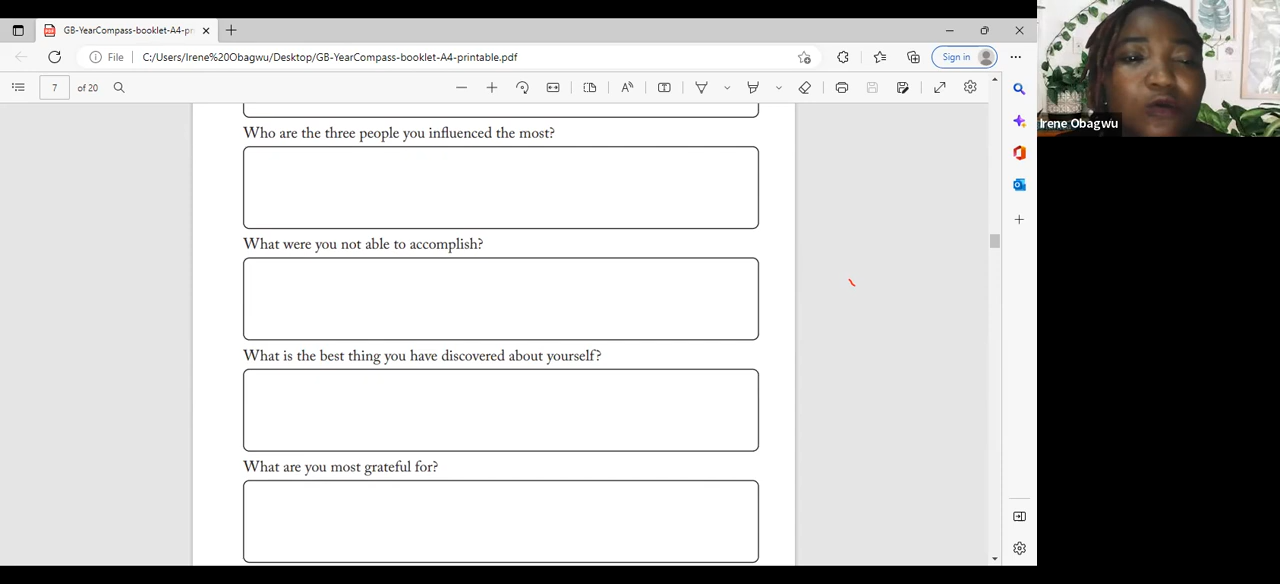 GB-YearCompass-booklet-A4-pr
File
C:/Users/Irene%20Obagwu/Desktop/GB-YearCompass-booklet-A4-printable.pdf
Sign in
7
of 20
Who are the three people you influenced the most?
What were you not able to accomplish?
What is the best thing you have discovered about yourself?
What are you most grateful for?
Irene Obagwu